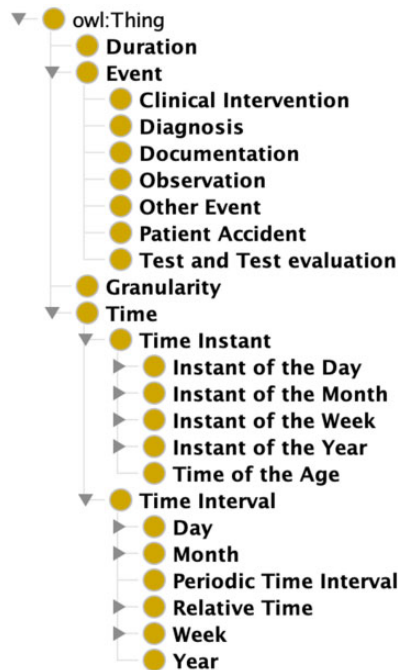 owl:Thing
Duration
Event
Clinical Intervention
Diagnosis
Documentation
Observation
Other Event
Patient Accident
Test and Test evaluation
Granularity
Time
Time Instant
Instant of the Day
Instant of the Month
Instant of the Week
Instant of the Year
Time of the Age
Time Interval
Day
Month
Periodic Time Interval
Relative Time
Week
Year